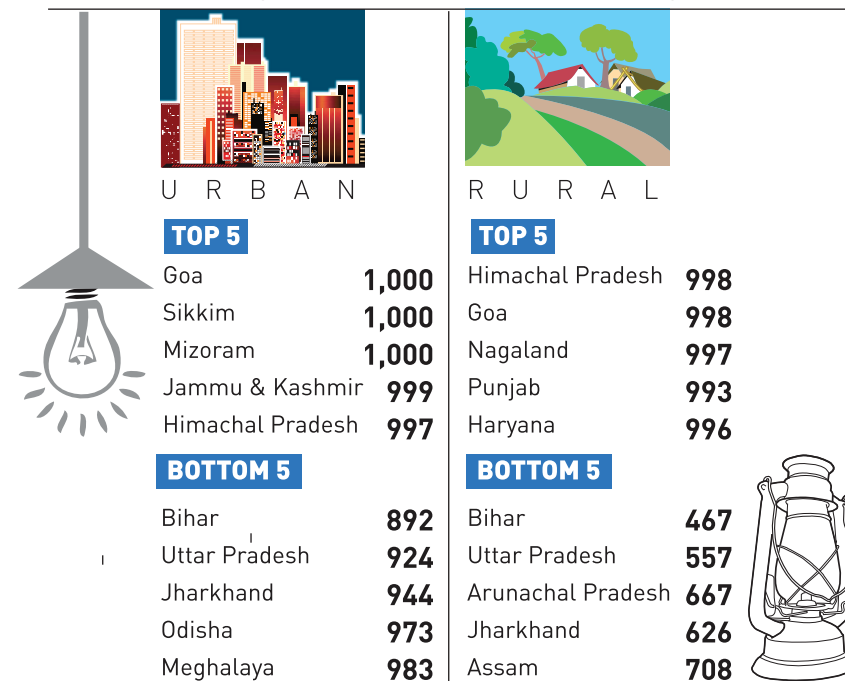 URBAN
TOP 5
Goa 1,000
Sikkim 1,000
Mizoram 1,000
Jammu & Kashmir 999
Himachal Pradesh 997
BOTTOM 5
Bihar 892
Uttar Pradesh 924
Jharkhand 944
Odisha 973
Meghalaya 983
RURAL
TOP 5
Himachal Pradesh 998
Goa 998
Nagaland 997
Punjab 993
Haryana 996
BOTTOM 5
Bihar 467
Uttar Pradesh 557
Arunachal Pradesh 667
Jharkhand 626
Assam 708